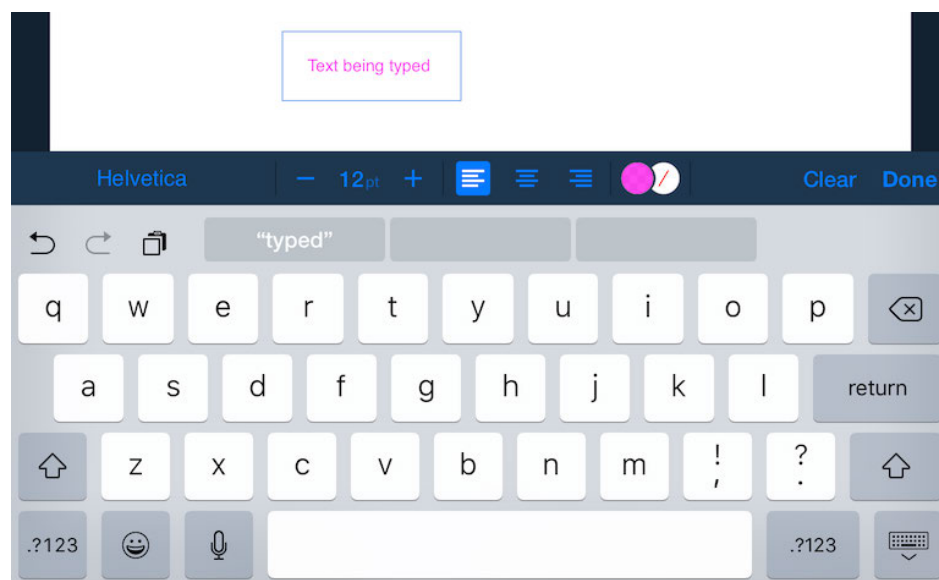 Text being typed
Helvetica − 12pt + Clear Done
“typed”
q w e r t y u i o p
a s d f g h j k l return
z x c v b n m ! , ? .
.?123 .?123